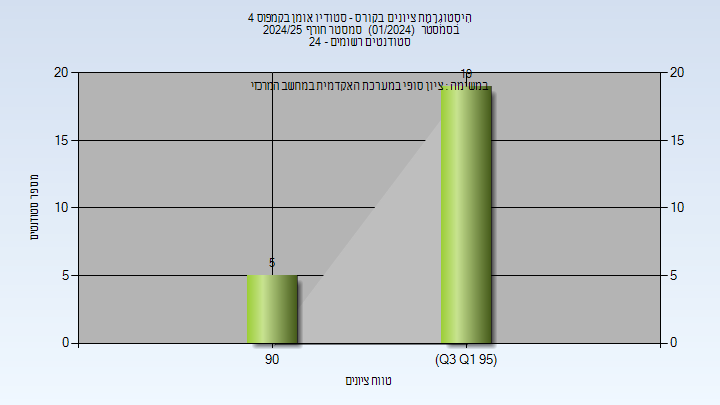 היסטוגרמת ציונים בקורס - סטודיו אומן בקמפוס 4
בסמסטר (01/2024) סמסטר חורף 2024/25
סטודנטים רשומים - 24
במשימה : ציון סופי במערכת האקדמית במחשב המרכזי
20
15
10
5
0
20
15
10
5
0
מספר סטודנטים
19
5
90
(Q3 Q1 95)
טווח ציונים